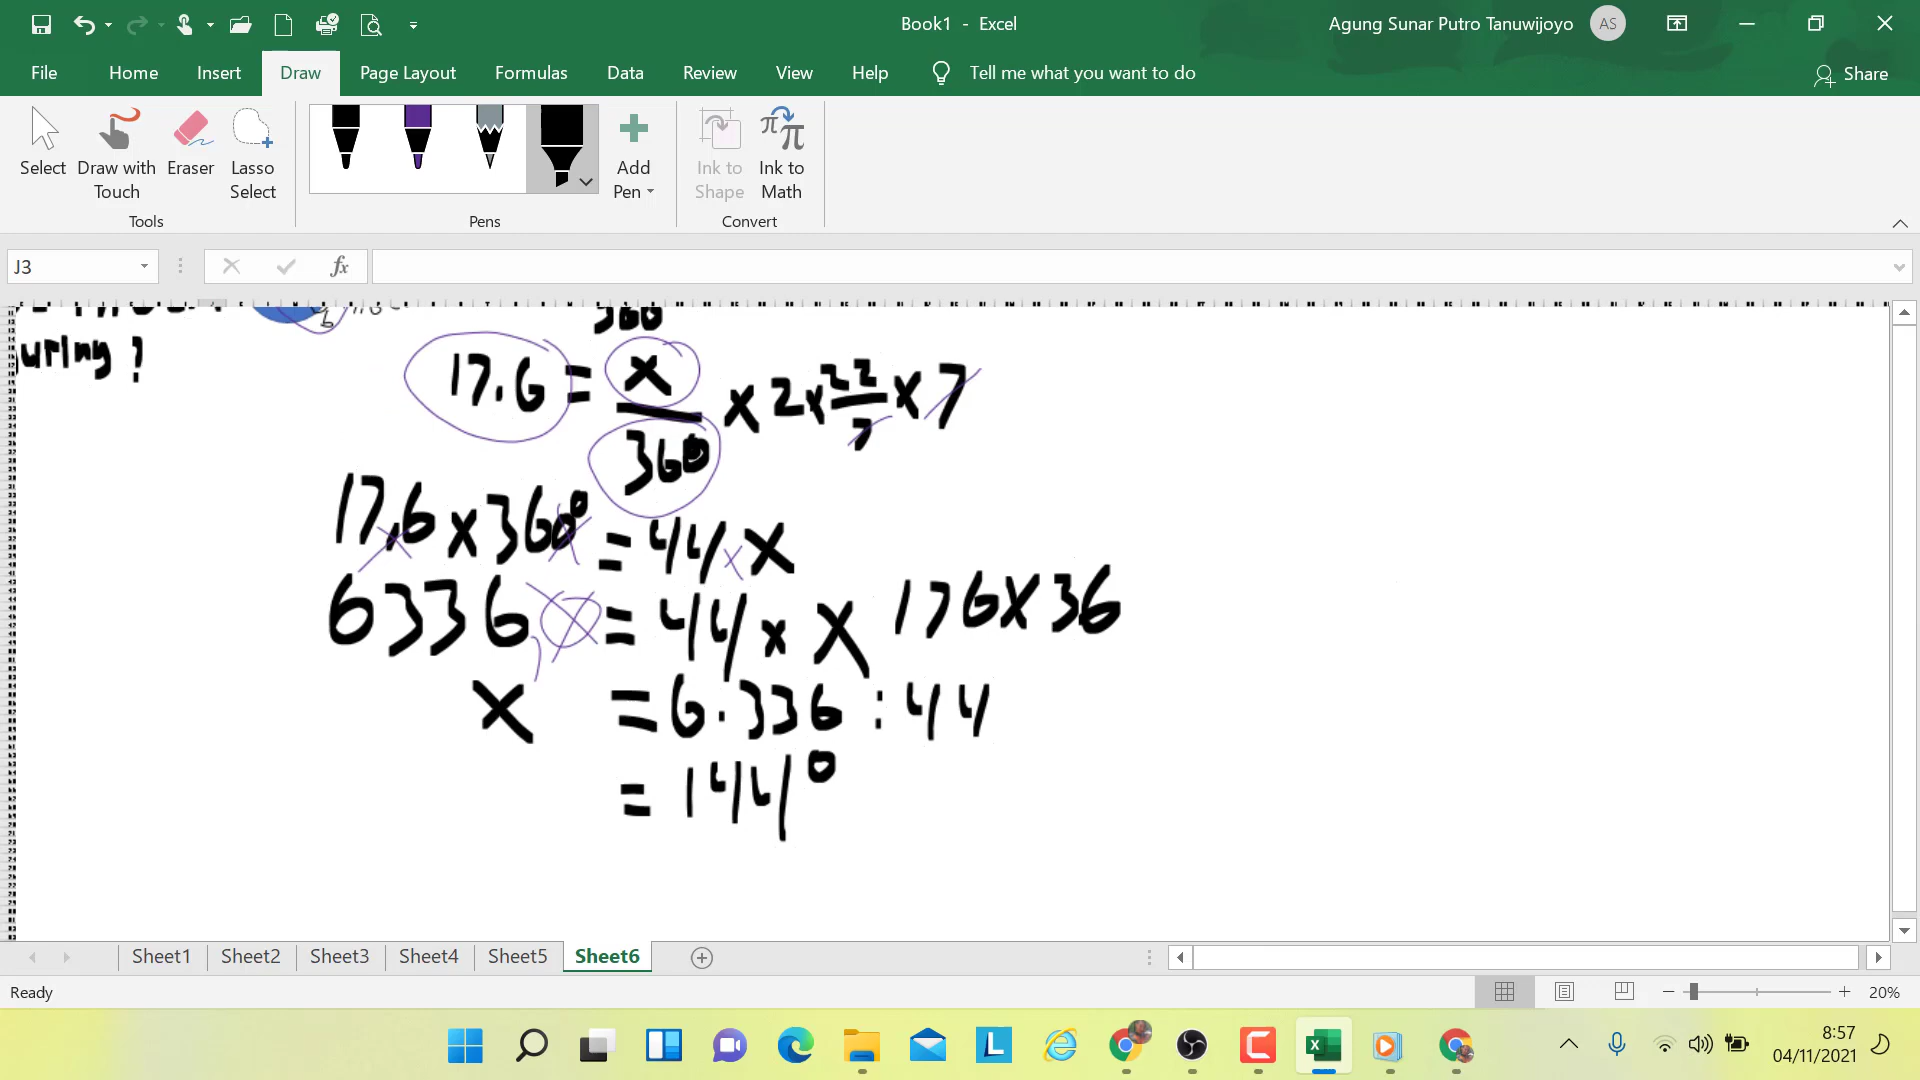 Book1 - Excel
Agung Sunar Putro Tanuwijoyo
AS
File
Home
Insert
Draw
Page Layout
Formulas
Data
Review
View
Help
Tell me what you want to do
Share
Select
Draw with Touch
Eraser
Lasso Select
Tools
Pens
Add Pen
Ink to Shape
Ink to Math
Convert
J3
fx
360
uring ?
17.6 = x/360 x 2 x 22/7 x 7
17,6 x 360° = 44 x x
6336,0 = 44 x x
176 x 36
x = 6.336 : 44
= 144°
Sheet1
Sheet2
Sheet3
Sheet4
Sheet5
Sheet6
Ready
20%
8:57
04/11/2021